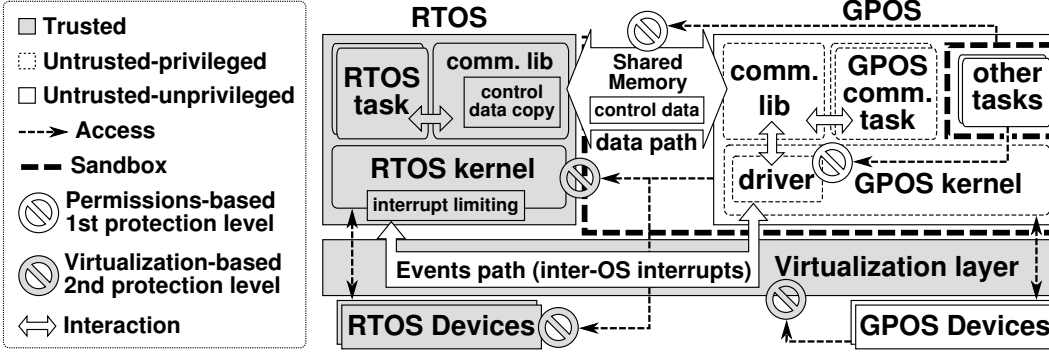 Trusted
Untrusted-privileged
Untrusted-unprivileged
Access
Sandbox
Permissions-based
1st protection level
Virtualization-based
2nd protection level
Interaction
RTOS
RTOS
task
comm. lib
control
data copy
RTOS kernel
interrupt limiting
Shared
Memory
control data
data path
GPOS
comm.
lib
GPOS
comm.
task
other
tasks
driver
GPOS kernel
Events path (inter-OS interrupts)
Virtualization layer
RTOS Devices
GPOS Devices